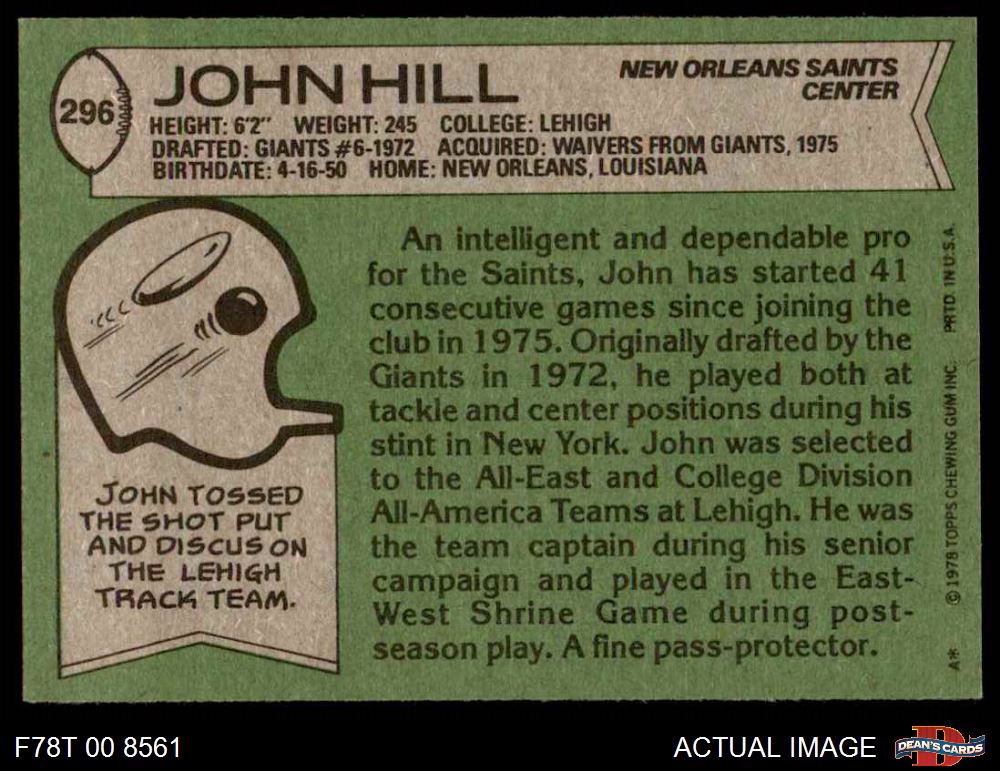 296
JOHN HILL
NEW ORLEANS SAINTS
CENTER
HEIGHT: 6'2" WEIGHT: 245 COLLEGE: LEHIGH
DRAFTED: GIANTS #6-1972 ACQUIRED: WAIVERS FROM GIANTS, 1975
BIRTHDATE: 4-16-50 HOME: NEW ORLEANS, LOUISIANA
An intelligent and dependable pro
for the Saints, John has started 41
consecutive games since joining the
club in 1975. Originally drafted by the
Giants in 1972, he played both at
tackle and center positions during his
stint in New York. John was selected
to the All-East and College Division
All-America Teams at Lehigh. He was
the team captain during his senior
campaign and played in the East-
West Shrine Game during post-
season play. A fine pass-protector.
JOHN TOSSED
THE SHOT PUT
AND DISCUS ON
THE LEHIGH
TRACK TEAM.
A* © 1978 TOPPS CHEWING GUM INC. PRTD. IN U.S.A.
F78T 00 8561
ACTUAL IMAGE
D
DEAN'S CARDS